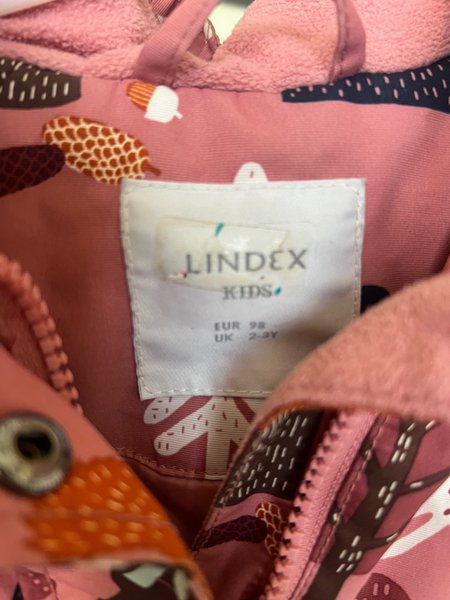 LINDEX
KIDS
EUR 98
UK 2-3Y